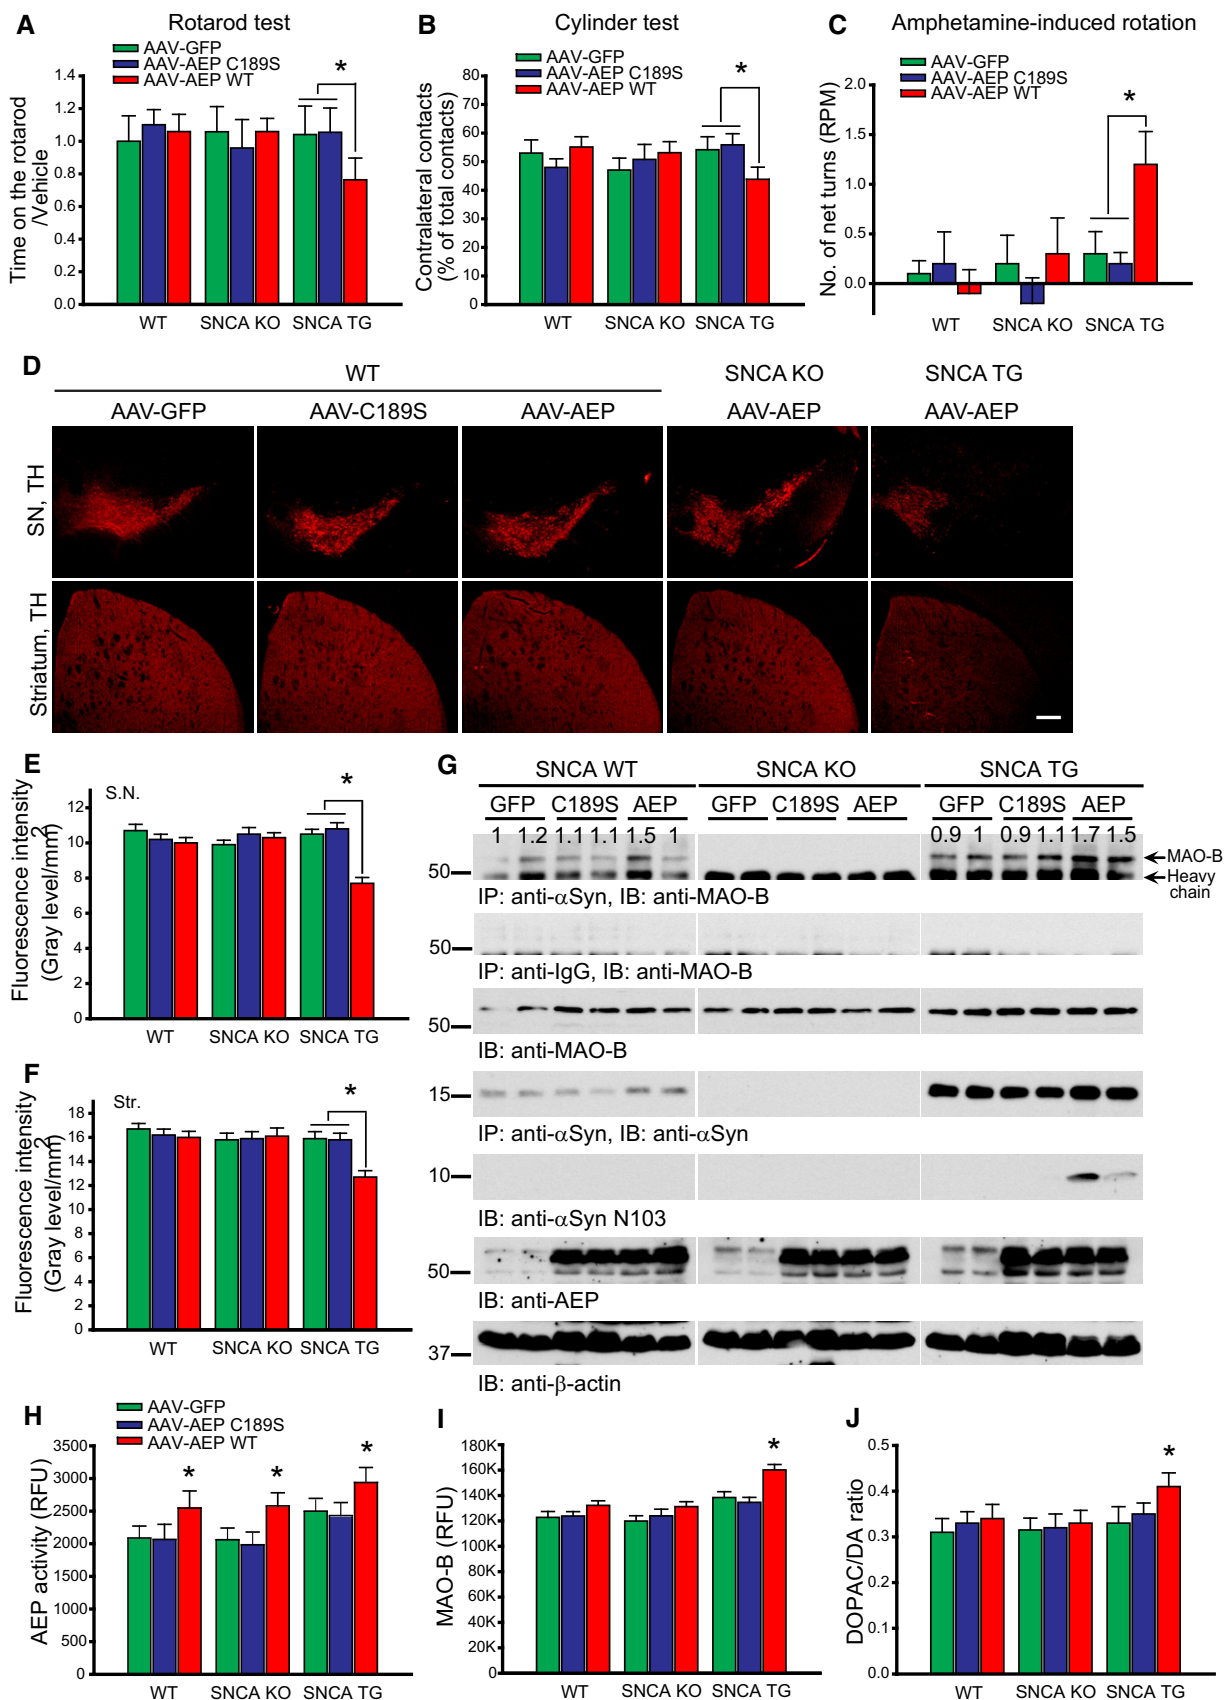 A Rotarod test
AAV-GFP
AAV-AEP C189S
AAV-AEP WT
*
Time on the rotarod
/Vehicle
1.4
1.2
1.0
0.8
0.6
0.4
0.2
0.0
WT SNCA KO SNCA TG
B Cylinder test
AAV-GFP
AAV-AEP C189S
AAV-AEP WT
*
Contralateral contacts
(% of total contacts)
80
70
60
50
40
30
20
10
0
WT SNCA KO SNCA TG
C Amphetamine-induced rotation
AAV-GFP
AAV-AEP C189S
AAV-AEP WT
*
No. of net turns (RPM)
2.0
1.5
1.0
0.5
0.0
WT SNCA KO SNCA TG
D
WT SNCA KO SNCA TG
AAV-GFP AAV-C189S AAV-AEP AAV-AEP AAV-AEP
SN, TH
Striatum, TH
E
S.N.
*
Fluorescence intensity
(Gray level/mm2)
12
10
8
6
4
2
0
WT SNCA KO SNCA TG
F
Str.
*
Fluorescence intensity
(Gray level/mm2)
18
16
14
12
10
8
6
4
2
0
WT SNCA KO SNCA TG
G
SNCA WT SNCA KO SNCA TG
GFP C189S AEP GFP C189S AEP GFP C189S AEP
1 1.2 1.1 1.1 1.5 1 0.9 1 0.9 1.1 1.7 1.5
MAO-B
50 Heavy
chain
IP: anti-αSyn, IB: anti-MAO-B
50
IP: anti-IgG, IB: anti-MAO-B
50
IB: anti-MAO-B
15
IP: anti-αSyn, IB: anti-αSyn
10
IB: anti-αSyn N103
50
IB: anti-AEP
37
IB: anti-β-actin
H
AAV-GFP
AAV-AEP C189S
AAV-AEP WT
* * *
AEP activity (RFU)
3500
3000
2500
2000
1500
1000
500
0
WT SNCA KO SNCA TG
I
*
MAO-B (RFU)
180K
160K
140K
120K
100K
80K
60K
40K
20K
0K
WT SNCA KO SNCA TG
J
*
DOPAC/DA ratio
0.5
0.4
0.3
0.2
0.1
0.0
WT SNCA KO SNCA TG